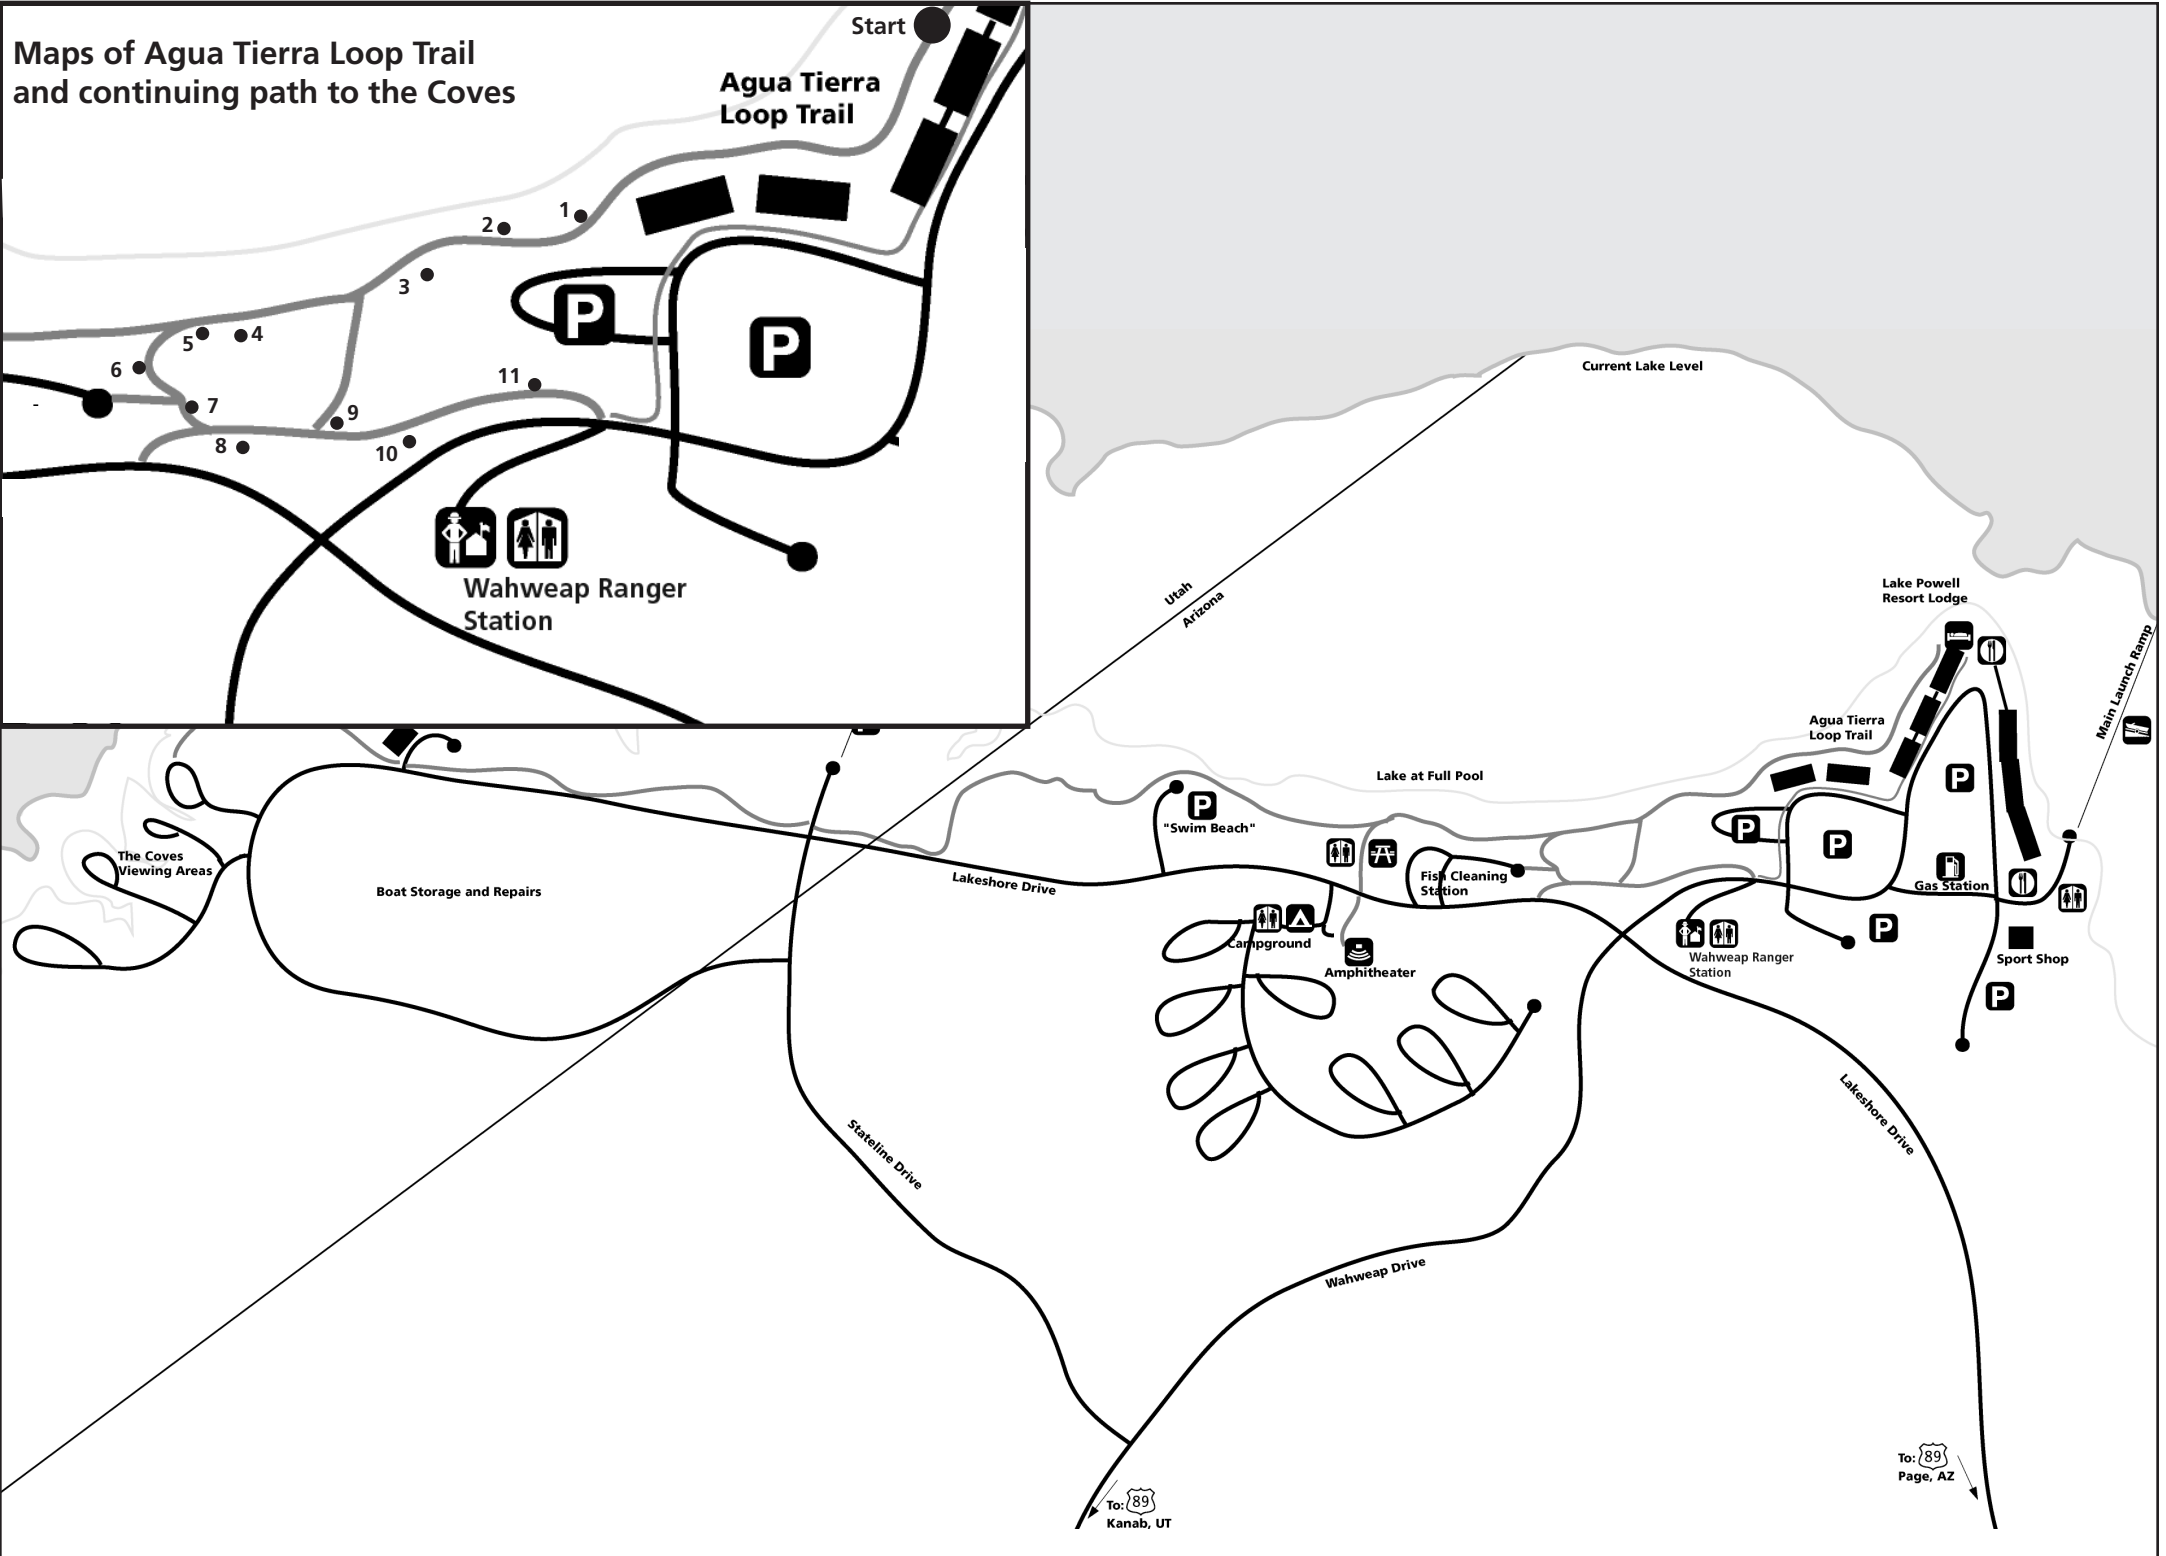 Maps of Agua Tierra Loop Trail
and continuing path to the Coves
Start
Agua Tierra
Loop Trail
1
2
3
4
5
6
7
8
9
10
11
-
P
P
Wahweap Ranger
Station
Current Lake Level
Utah
Arizona
Lake Powell
Resort Lodge
Main Launch Ramp
Agua Tierra
Loop Trail
Lake at Full Pool
P
P
"Swim Beach"
P
P
The Coves
Viewing Areas
Boat Storage and Repairs
Lakeshore Drive
Fish Cleaning
Station
Gas Station
Campground
Amphitheater
P
Wahweap Ranger
Station
Sport Shop
P
Stateline Drive
Lakeshore Drive
Wahweap Drive
To: 89
Page, AZ
To: 89
Kanab, UT